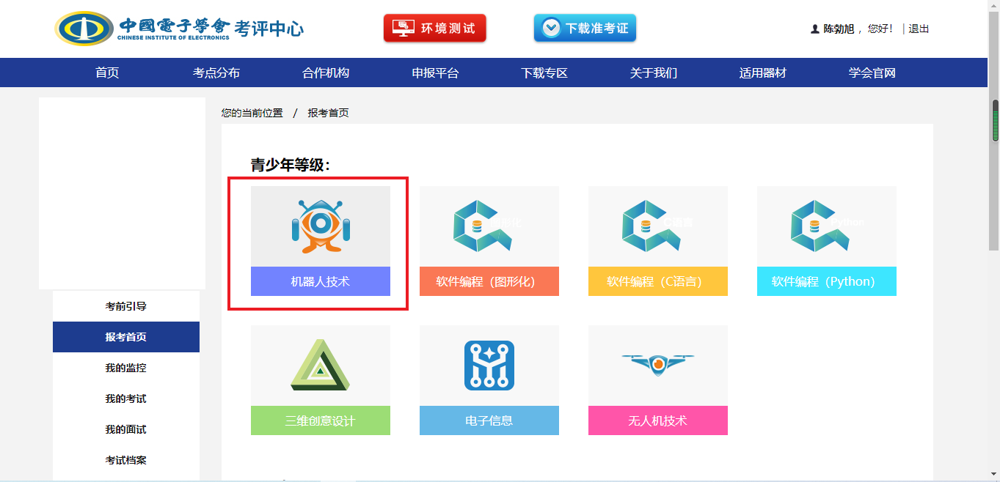 中國電子學會 考评中心
CHINESE INSTITUTE OF ELECTRONICS
环境测试
下载准考证
陈勃旭 ，您好！ | 退出
首页 考点分布 合作机构 申报平台 下载专区 关于我们 适用器材 学会官网
您的当前位置 / 报考首页
青少年等级：
图形化 C语言 Python
机器人技术 软件编程（图形化） 软件编程（C语言） 软件编程（Python）
考前引导
报考首页
我的监控
我的考试
三维创意设计 电子信息 无人机技术
我的面试
考试档案